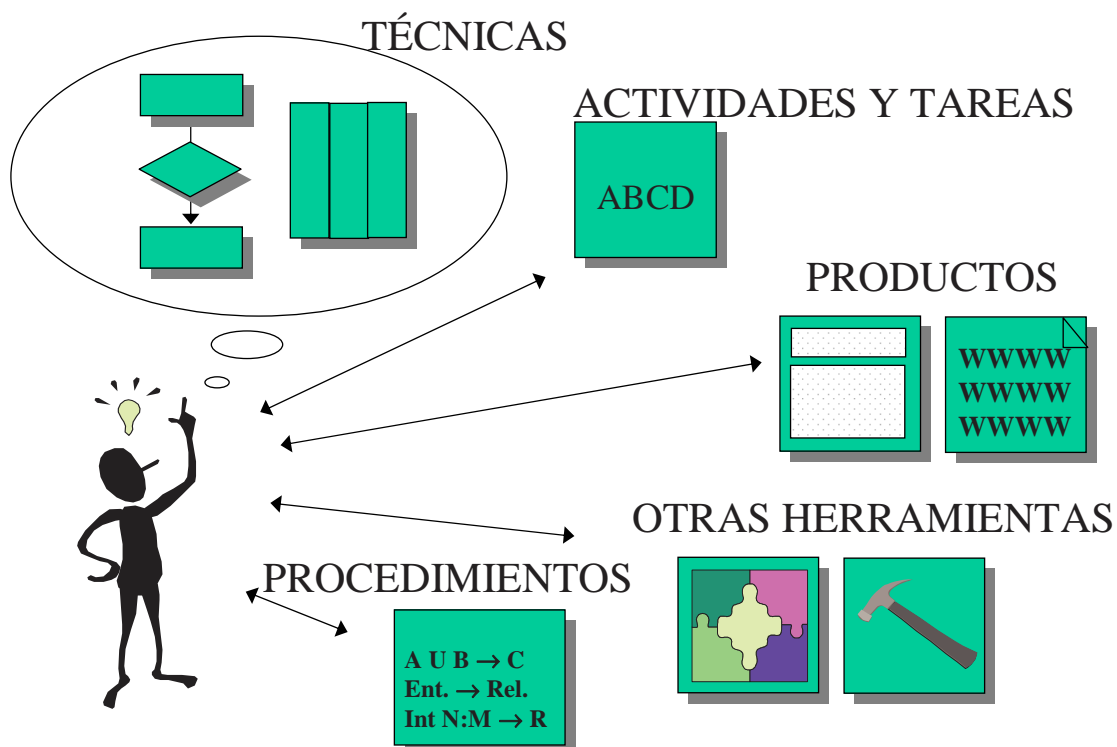 TÉCNICAS
ACTIVIDADES Y TAREAS
ABCD
PRODUCTOS
WWWW
WWWW
WWWW
OTRAS HERRAMIENTAS
PROCEDIMIENTOS
A U B → C
Ent. → Rel.
Int N:M → R